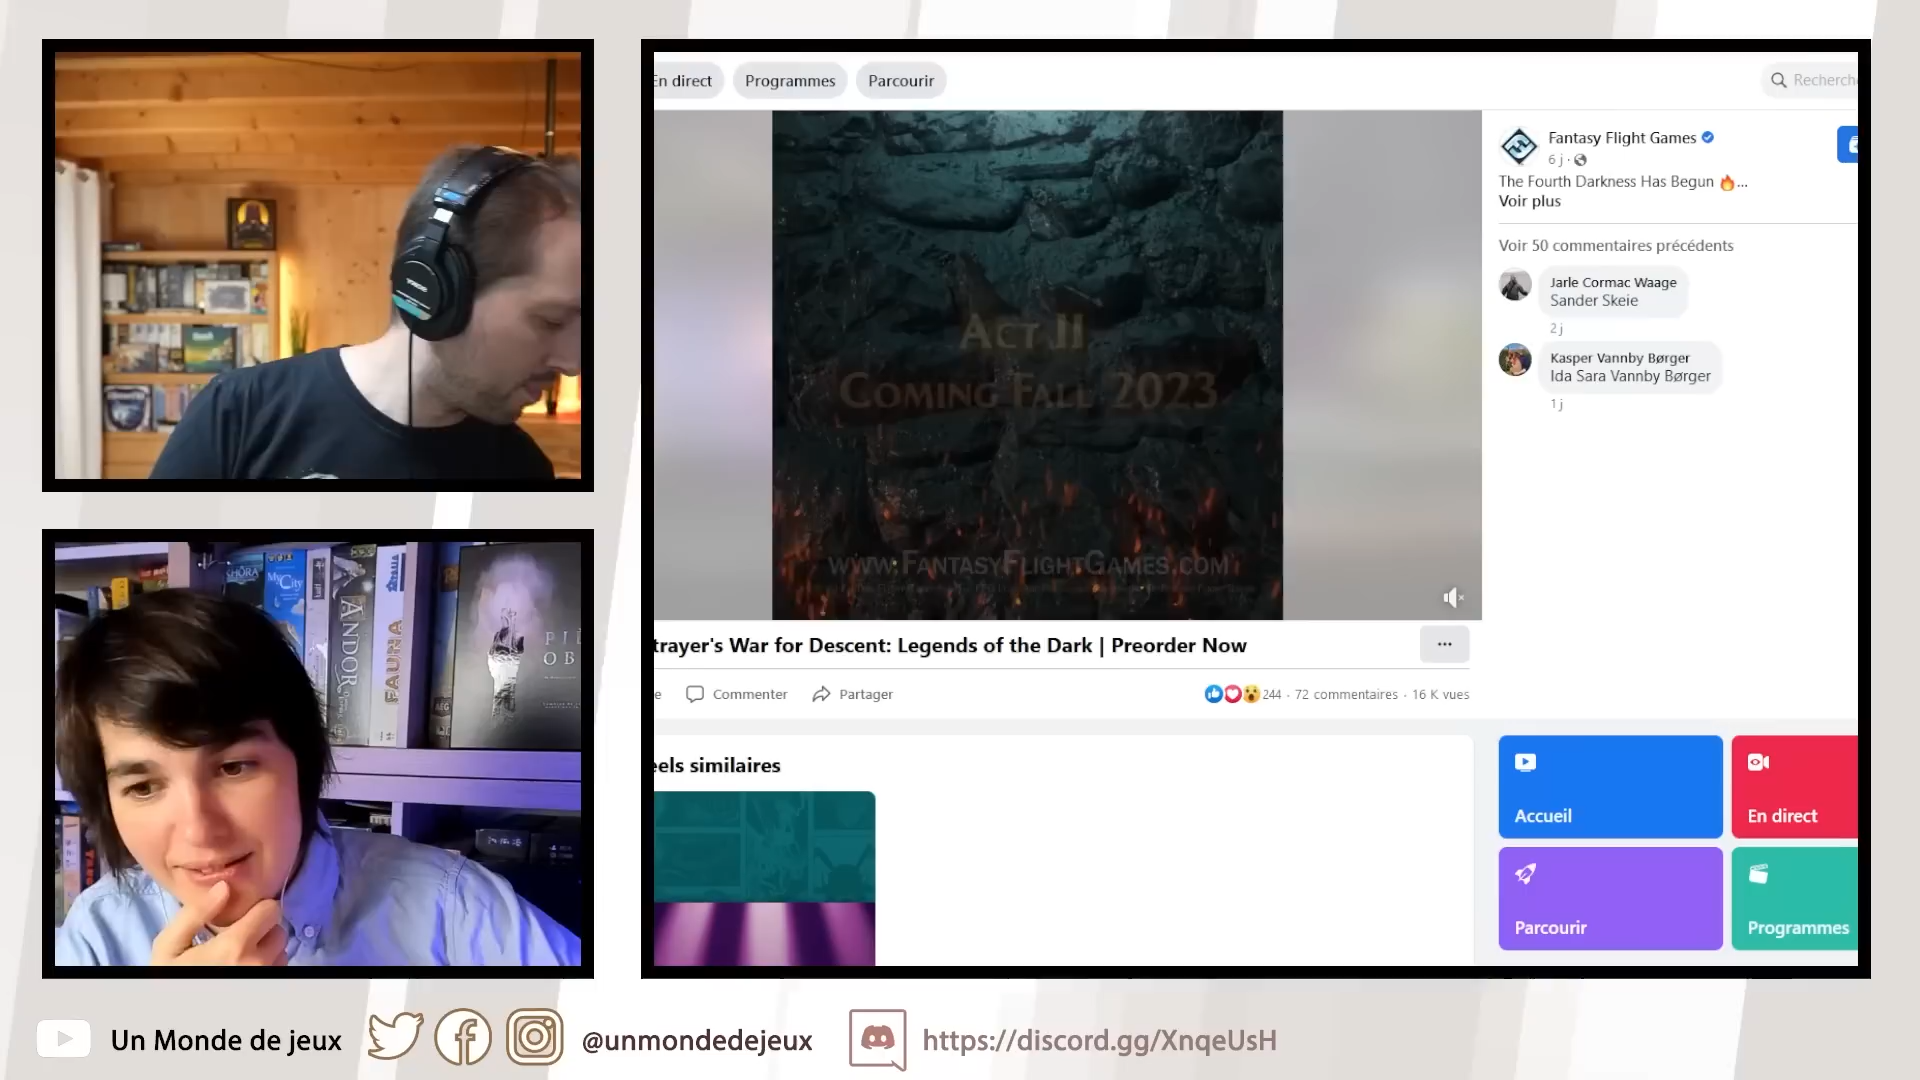 En direct
Programmes
Parcourir
Recherche
Fantasy Flight Games
6 j
The Fourth Darkness Has Begun 🔥...
Voir plus
Voir 50 commentaires précédents
Jarle Cormac Waage
Sander Skeie
2 j
Kasper Vannby Børger
Ida Sara Vannby Børger
1 j
ACT II
COMING FALL 2023
WWW.FANTASYFLIGHTGAMES.COM
trayer's War for Descent: Legends of the Dark | Preorder Now
...
e
Commenter
Partager
244 · 72 commentaires · 16 K vues
eels similaires
Accueil
En direct
Parcourir
Programmes
MyCity
ANDOR
FAUNA
Un Monde de jeux
@unmondedejeux
https://discord.gg/XnqeUsH